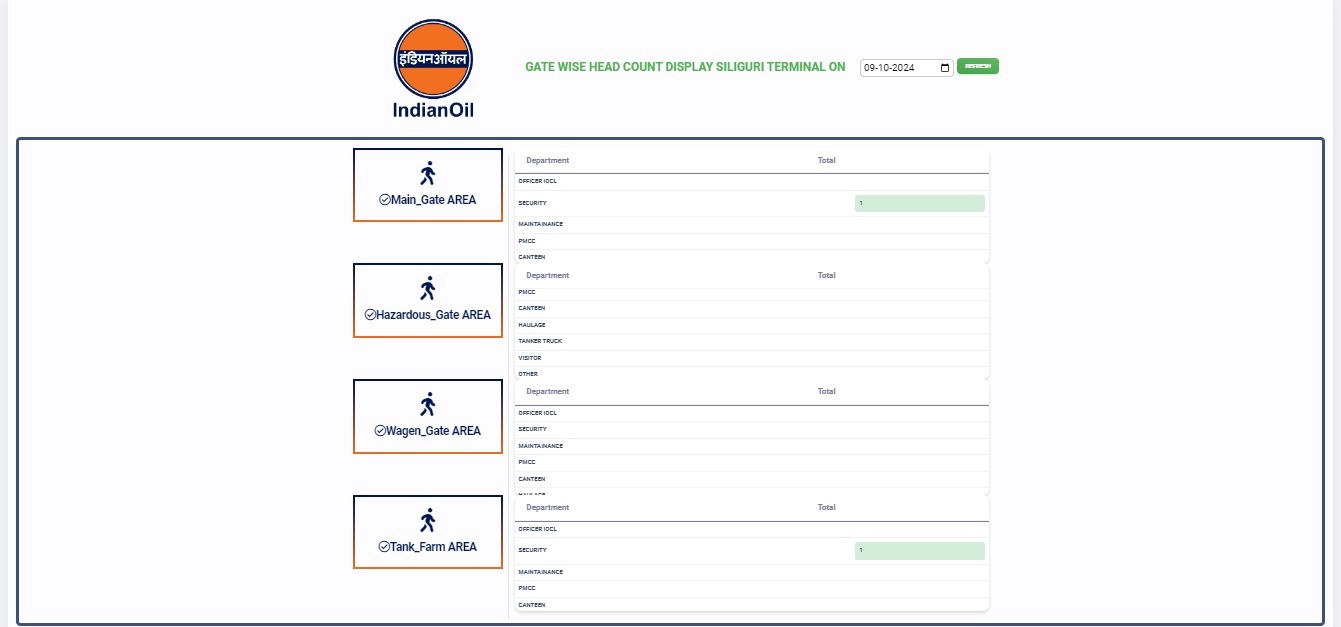 इंडियनऑयल
IndianOil
GATE WISE HEAD COUNT DISPLAY SILIGURI TERMINAL ON 09-10-2024 REFRESH
Main_Gate AREA
Department Total
OFFICER IOCL
SECURITY 1
MAINTAINANCE
PMCC
CANTEEN
Hazardous_Gate AREA
Department Total
PMCC
CANTEEN
HAULAGE
TANKER TRUCK
VISITOR
OTHER
Wagen_Gate AREA
Department Total
OFFICER IOCL
SECURITY
MAINTAINANCE
PMCC
CANTEEN
HAULAGE
Tank_Farm AREA
Department Total
OFFICER IOCL
SECURITY 1
MAINTAINANCE
PMCC
CANTEEN